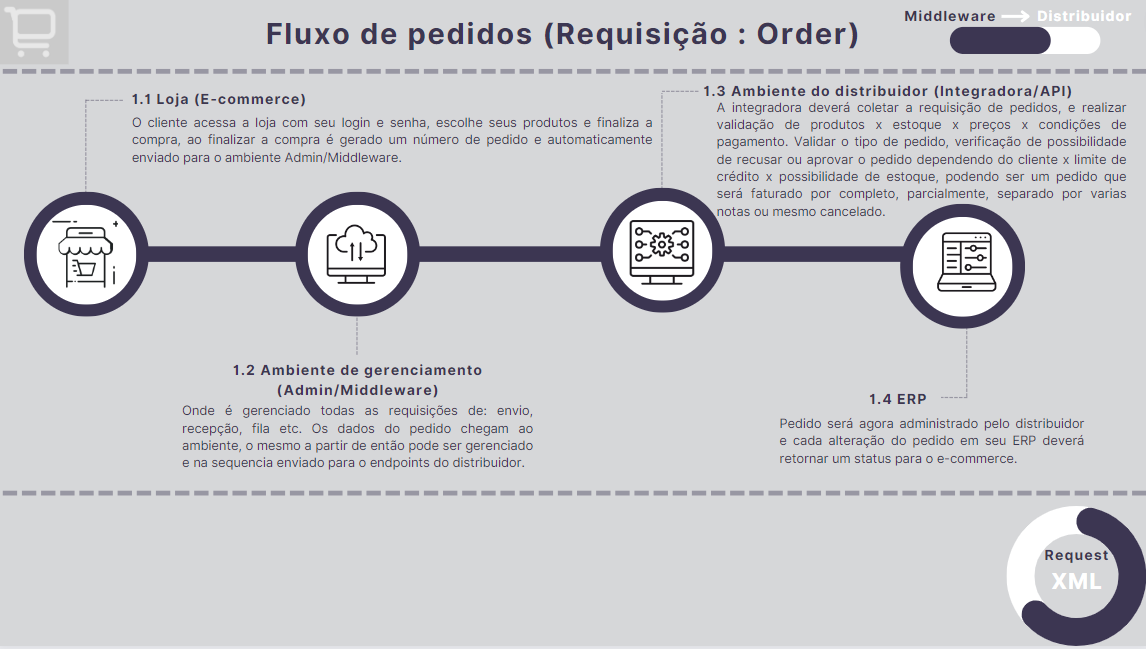 Fluxo de pedidos (Requisição : Order)
Middleware Distribuidor
1.1 Loja (E-commerce)
O cliente acessa a loja com seu login e senha, escolhe seus produtos e finaliza a
compra, ao finalizar a compra é gerado um número de pedido e automaticamente
enviado para o ambiente Admin/Middleware.
1.3 Ambiente do distribuidor (Integradora/API)
A integradora deverá coletar a requisição de pedidos, e realizar
validação de produtos x estoque x preços x condições de
pagamento. Validar o tipo de pedido, verificação de possibilidade
de recusar ou aprovar o pedido dependendo do cliente x limite de
crédito x possibilidade de estoque, podendo ser um pedido que
será faturado por completo, parcialmente, separado por varias
notas ou mesmo cancelado.
1.2 Ambiente de gerenciamento
(Admin/Middleware)
Onde é gerenciado todas as requisições de: envio,
recepção, fila etc. Os dados do pedido chegam ao
ambiente, o mesmo a partir de então pode ser gerenciado
e na sequencia enviado para o endpoints do distribuidor.
1.4 ERP
Pedido será agora administrado pelo distribuidor
e cada alteração do pedido em seu ERP deverá
retornar um status para o e-commerce.
Request
XML